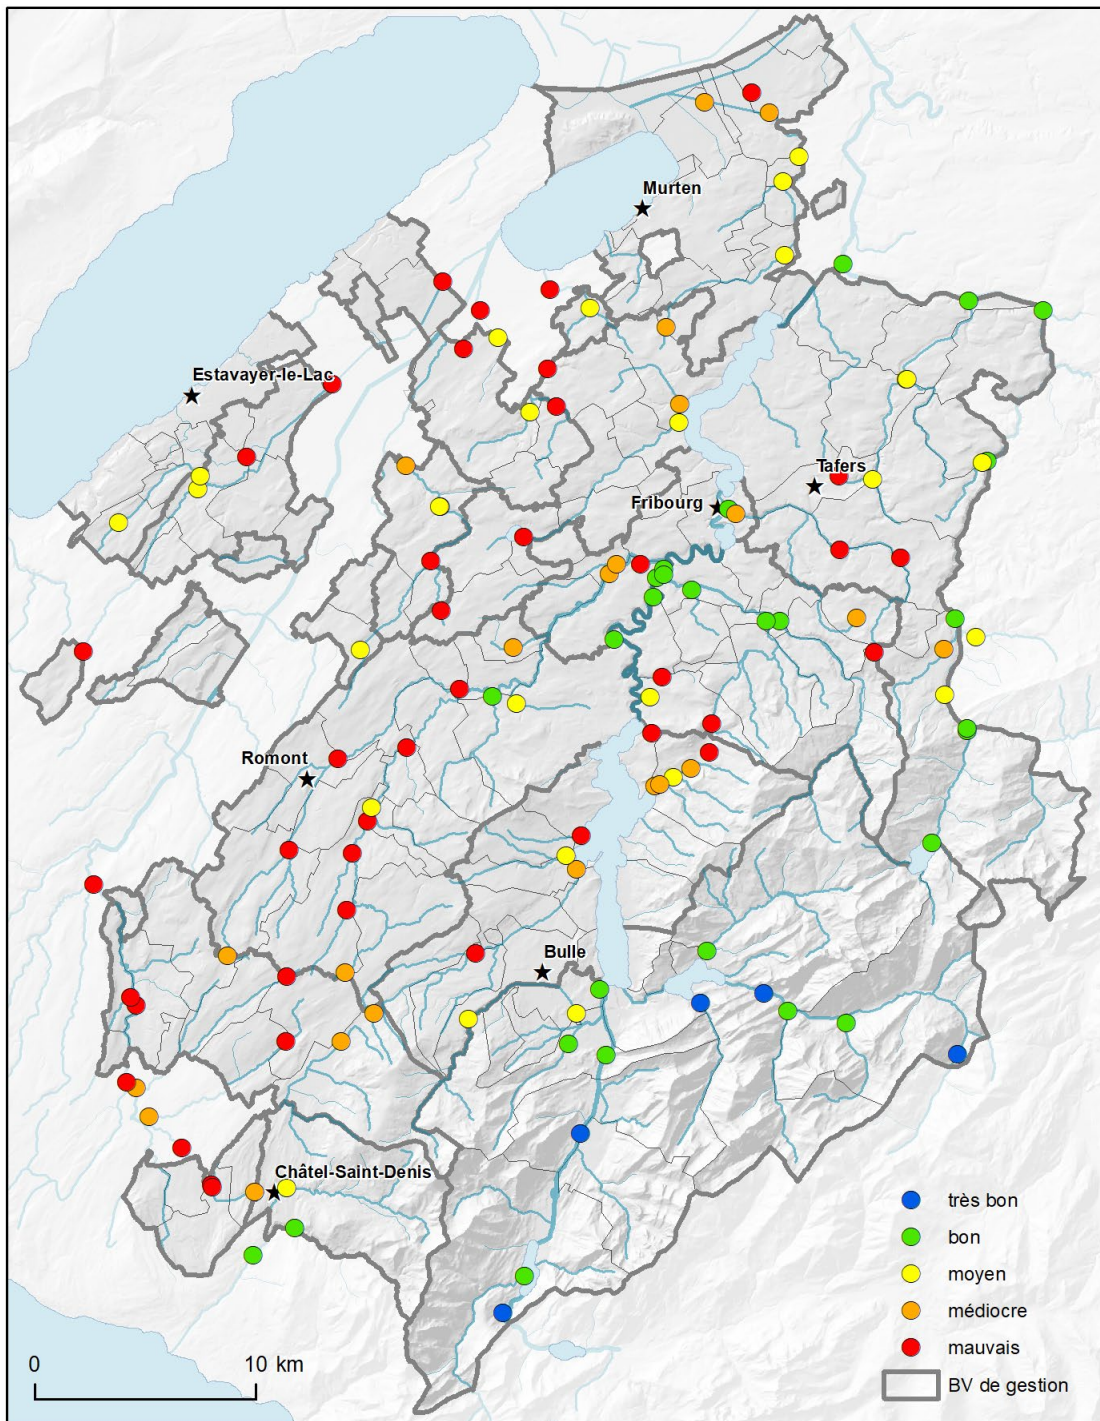 Murten
Estavayer-le-Lac
Tafers
Fribourg
Romont
Bulle
Châtel-Saint-Denis
très bon
bon
moyen
médiocre
mauvais
BV de gestion
0 10 km